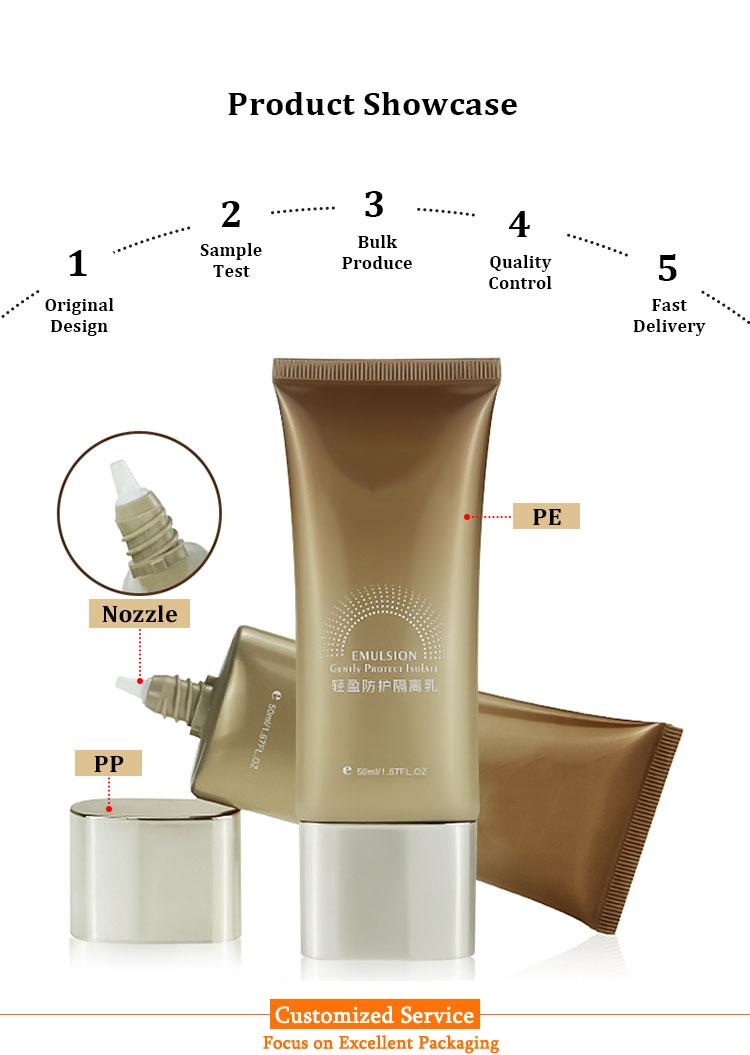 Product Showcase
1
Original
Design
2
Sample
Test
3
Bulk
Produce
4
Quality
Control
5
Fast
Delivery
PE
Nozzle
EMULSION
Gently Protect Isolate
轻盈防护隔离乳
e 50ml/1.67FL.OZ
e 50ml/1.67FL.OZ
PP
Customized Service
Focus on Excellent Packaging